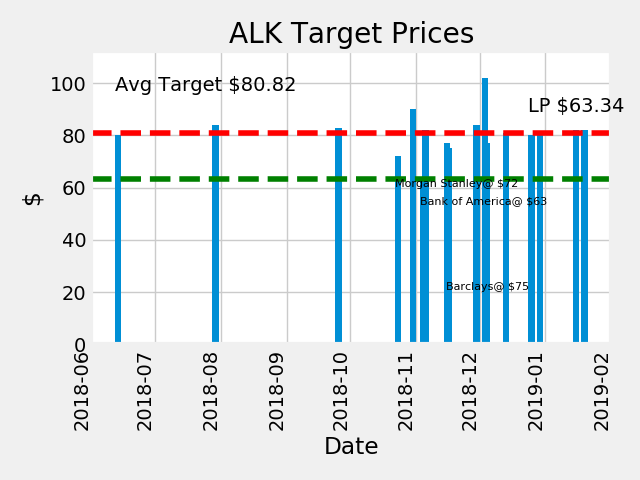 ALK Target Prices
Avg Target $80.82
LP $63.34
Morgan Stanley@ $72
Bank of America@ $63
Barclays@ $75
$
100
80
60
40
20
0
2018-06
2018-07
2018-08
2018-09
2018-10
2018-11
2018-12
2019-01
2019-02
Date